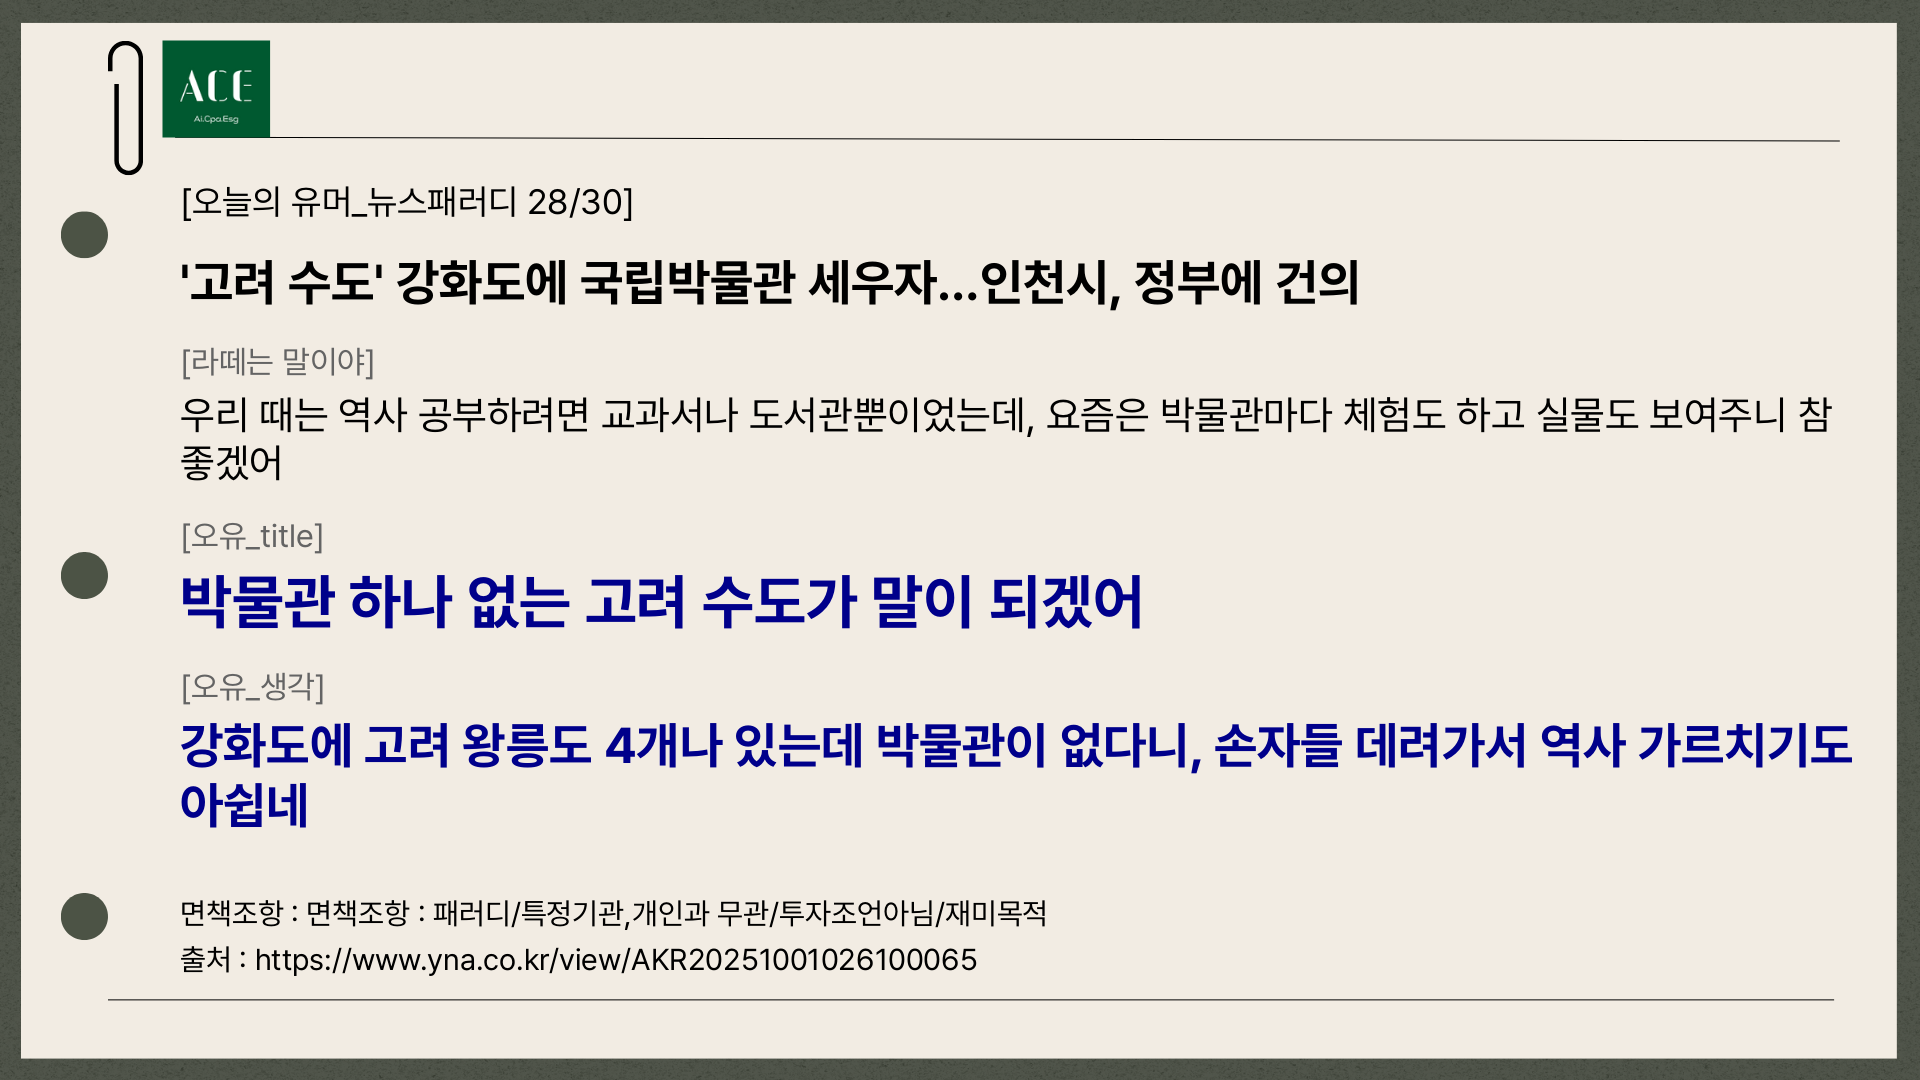 ACE
Ai.Cpa.Esg
[오늘의 유머_뉴스패러디 28/30]
'고려 수도' 강화도에 국립박물관 세우자...인천시, 정부에 건의
[라떼는 말이야]
우리 때는 역사 공부하려면 교과서나 도서관뿐이었는데, 요즘은 박물관마다 체험도 하고 실물도 보여주니 참
좋겠어
[오유_title]
박물관 하나 없는 고려 수도가 말이 되겠어
[오유_생각]
강화도에 고려 왕릉도 4개나 있는데 박물관이 없다니, 손자들 데려가서 역사 가르치기도
아쉽네
면책조항 : 면책조항 : 패러디/특정기관,개인과 무관/투자조언아님/재미목적
출처 : https://www.yna.co.kr/view/AKR20251001026100065